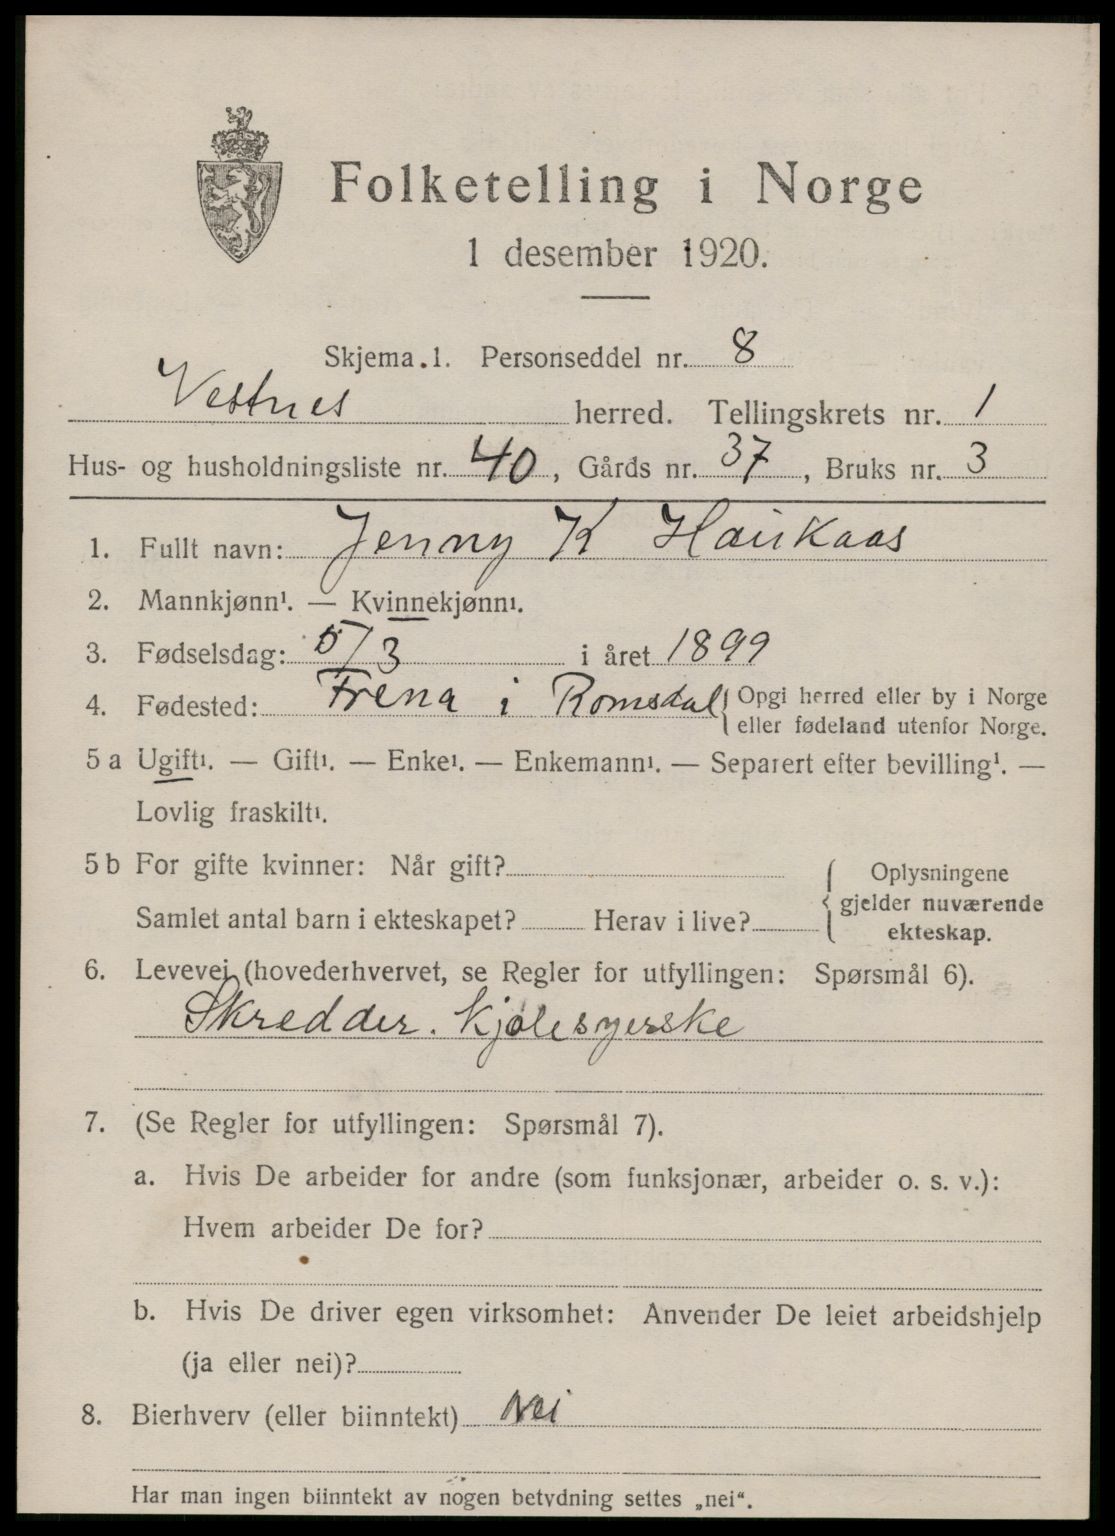 Folketelling i Norge
1 desember 1920.
Skjema 1. Personseddel nr. 8
Vestnes herred. Tellingskrets nr. 1
Hus- og husholdningsliste nr. 40, Gårds nr. 37, Bruks nr. 3
1. Fullt navn: Jenny K Haukaas
2. Mannkjønn¹. — Kvinnekjønn¹.
3. Fødselsdag: 5/3 i året 1899
4. Fødested: Frena i Romsdal { Opgi herred eller by i Norge
eller fødeland utenfor Norge.
5 a Ugift¹. — Gift¹. — Enke¹. — Enkemann¹. — Separert efter bevilling¹. —
Lovlig fraskilt¹.
5 b For gifte kvinner: Når gift?
Samlet antal barn i ekteskapet? Herav i live?
{ Oplysningene
gjelder nuværende
ekteskap.
6. Levevei (hovederhvervet, se Regler for utfyllingen: Spørsmål 6).
Skredder. Kjolesyerske
7. (Se Regler for utfyllingen: Spørsmål 7).
a. Hvis De arbeider for andre (som funksjonær, arbeider o. s. v.):
Hvem arbeider De for?
b. Hvis De driver egen virksomhet: Anvender De leiet arbeidshjelp
(ja eller nei)?
8. Bierhverv (eller biinntekt) Nei
Har man ingen biinntekt av nogen betydning settes „nei“.